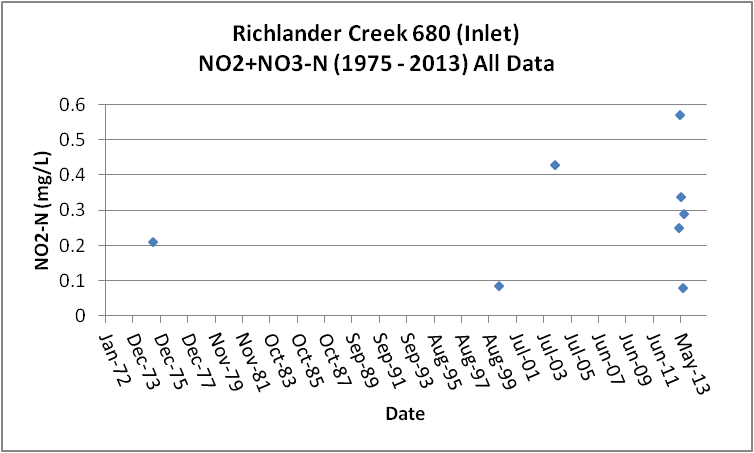 Richlander Creek 680 (Inlet)
NO2+NO3-N (1975 - 2013) All Data
NO2-N (mg/L)
0.6
0.5
0.4
0.3
0.2
0.1
0
Jan-72
Dec-73
Dec-75
Dec-77
Nov-79
Nov-81
Oct-83
Oct-85
Oct-87
Sep-89
Sep-91
Sep-93
Aug-95
Aug-97
Aug-99
Jul-01
Jul-03
Jul-05
Jun-07
Jun-09
Jun-11
May-13
Date